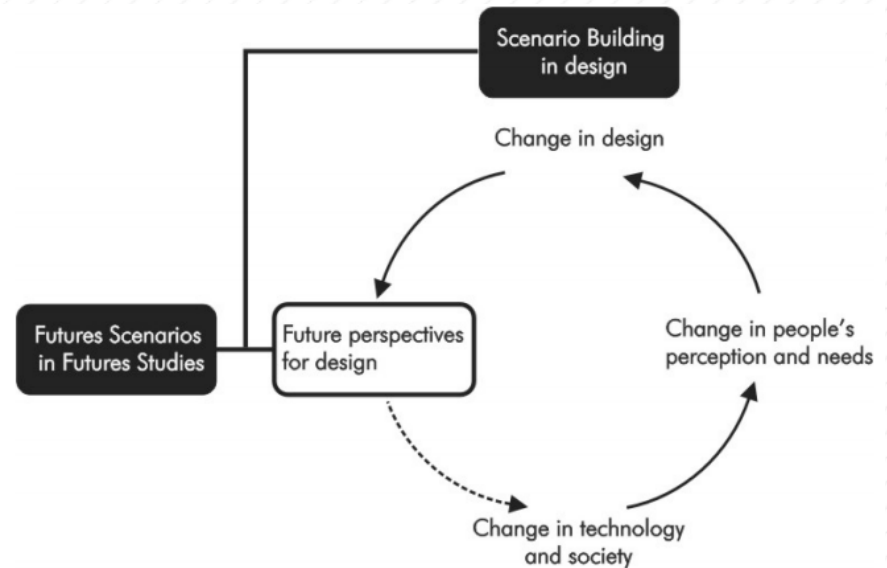 Scenario Building
in design
Change in design
Futures Scenarios
in Futures Studies
Future perspectives
for design
Change in people's
perception and needs
Change in technology
and society